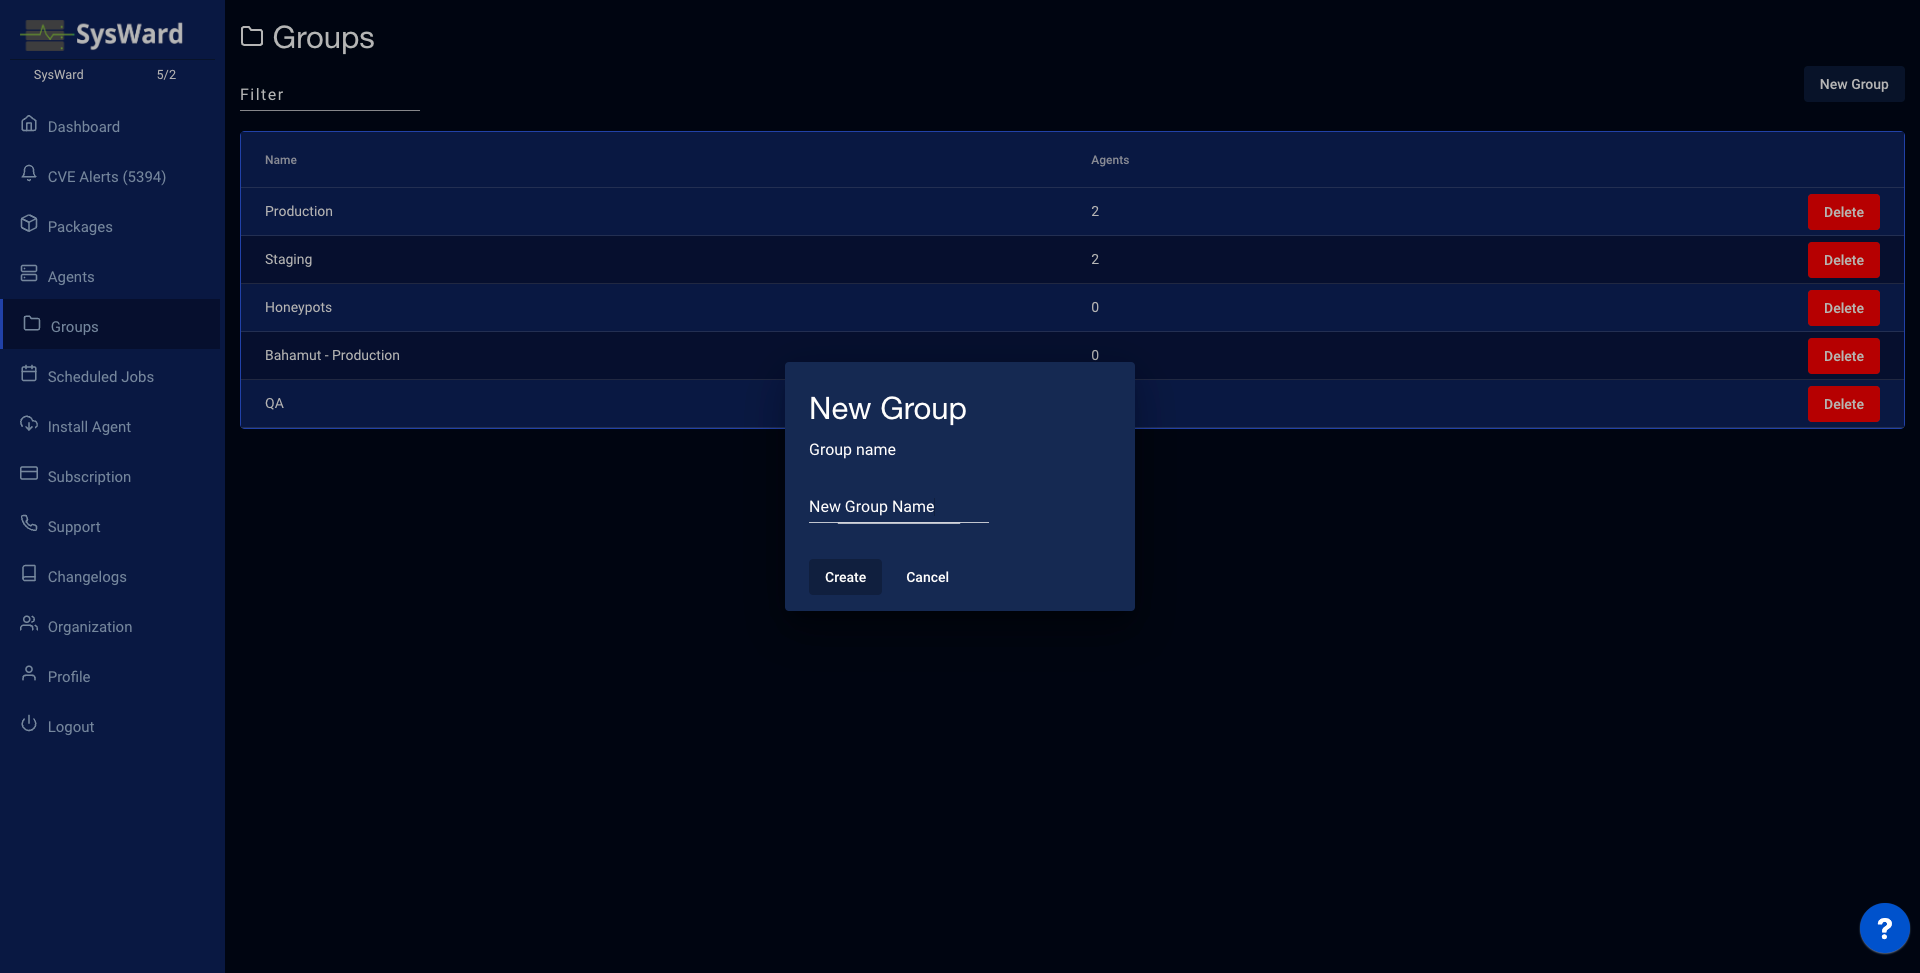 SysWard
SysWard 5/2
Dashboard
CVE Alerts (5394)
Packages
Agents
Groups
Scheduled Jobs
Install Agent
Subscription
Support
Changelogs
Organization
Profile
Logout
Groups
Filter
New Group
Name Agents
Production 2 Delete
Staging 2 Delete
Honeypots 0 Delete
Bahamut - Production 0 Delete
QA Delete
New Group
Group name
New Group Name
Create Cancel
?